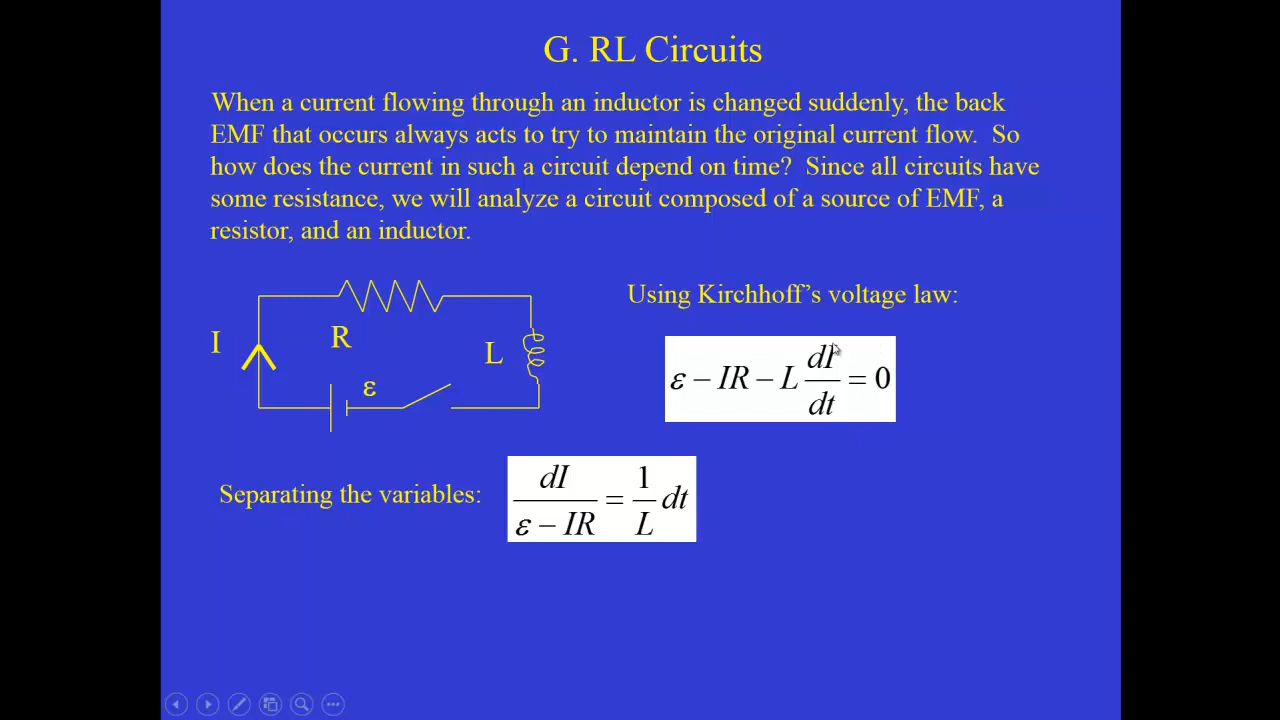 G. RL Circuits
When a current flowing through an inductor is changed suddenly, the back
EMF that occurs always acts to try to maintain the original current flow. So
how does the current in such a circuit depend on time? Since all circuits have
some resistance, we will analyze a circuit composed of a source of EMF, a
resistor, and an inductor.
I
R
L
ε
Using Kirchhoff’s voltage law:
ε − IR − L dI/dt = 0
Separating the variables:
dI/(ε − IR) = 1/L dt